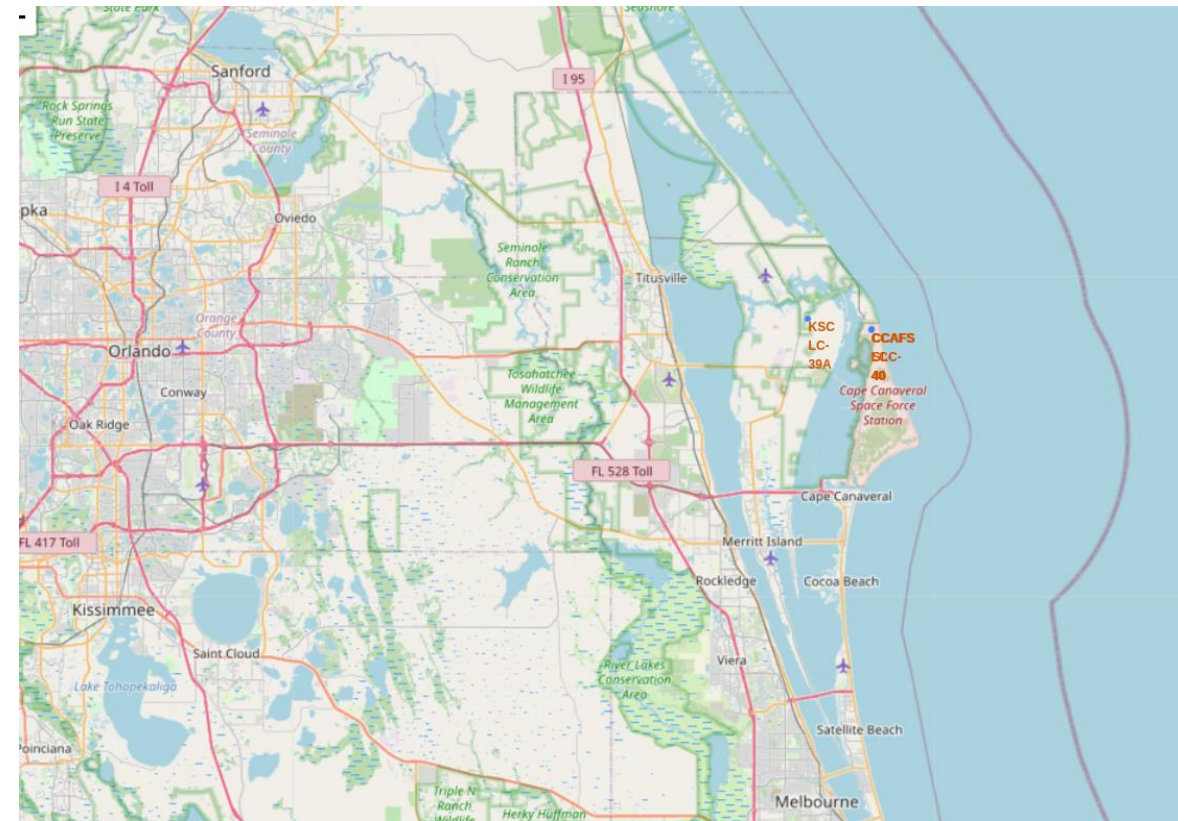 State Park
Seashore
Sanford
I 95
Rock Springs
Run State
Preserve
Seminole
County
I 4 Toll
pka
Oviedo
Seminole
Ranch
Conservation
Area
Titusville
Orange
County
KSC
LC-
39A
CCAFS
SLC-
40
Orlando
Tosohatchee
Wildlife
Management
Area
Cape Canaveral
Space Force
Station
Conway
Oak Ridge
FL 528 Toll
Cape Canaveral
FL 417 Toll
Merritt Island
Rockledge
Cocoa Beach
Kissimmee
Saint Cloud
Viera
River Lakes
Conservation
Area
Lake Tohopekaliga
Satellite Beach
Poinciana
Triple N
Ranch
Wildlife
Herky Huffman
Melbourne